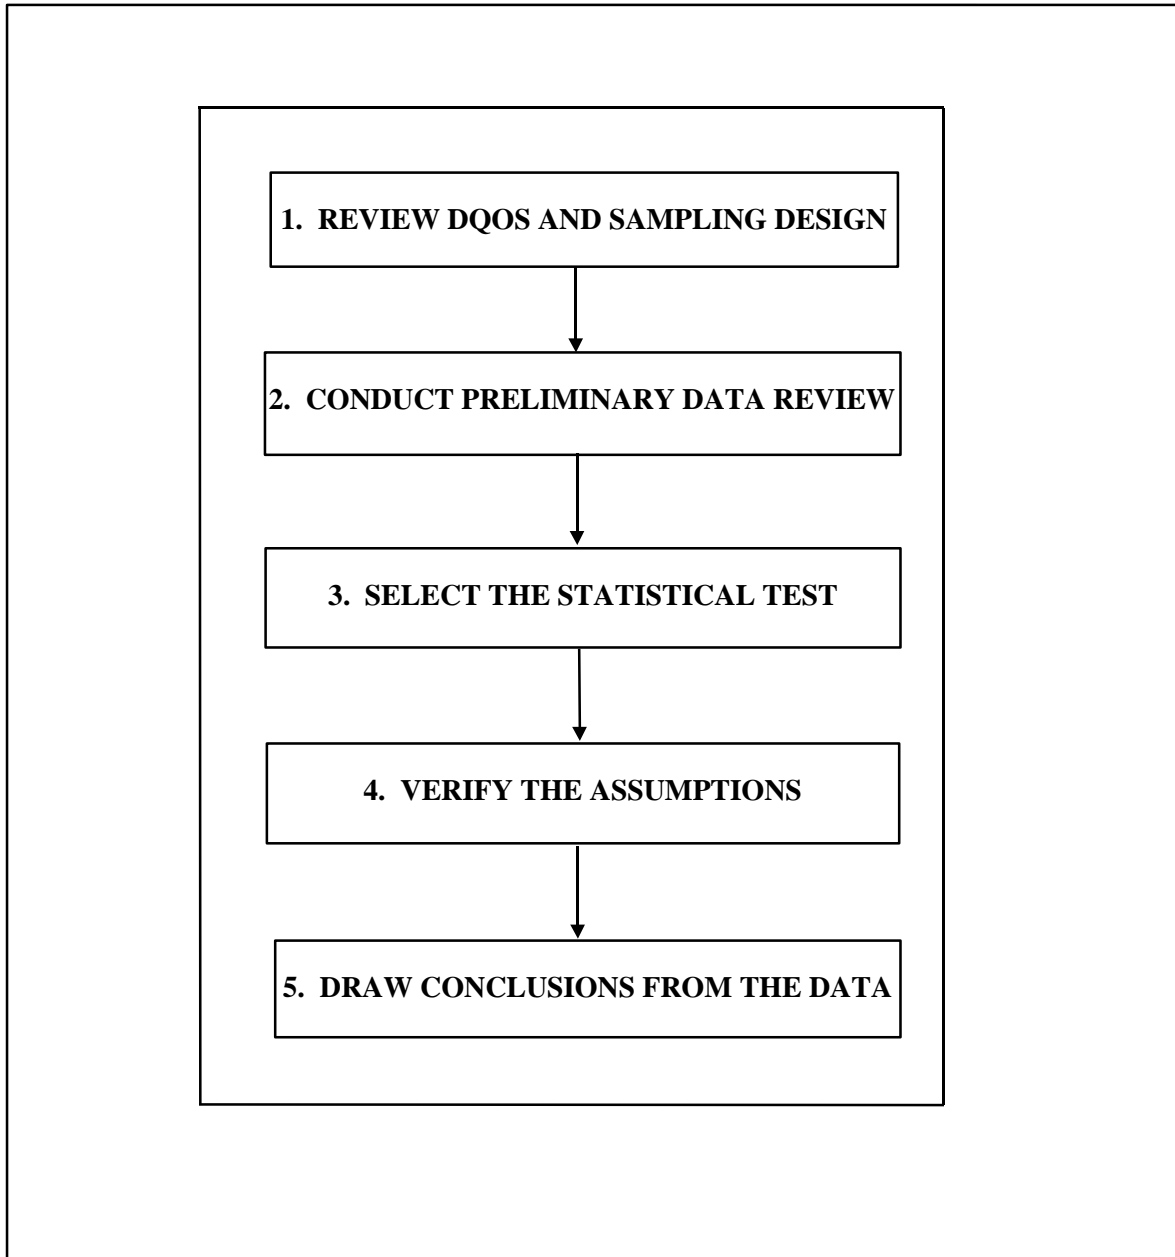 1. REVIEW DQOS AND SAMPLING DESIGN
2. CONDUCT PRELIMINARY DATA REVIEW
3. SELECT THE STATISTICAL TEST
4. VERIFY THE ASSUMPTIONS
5. DRAW CONCLUSIONS FROM THE DATA